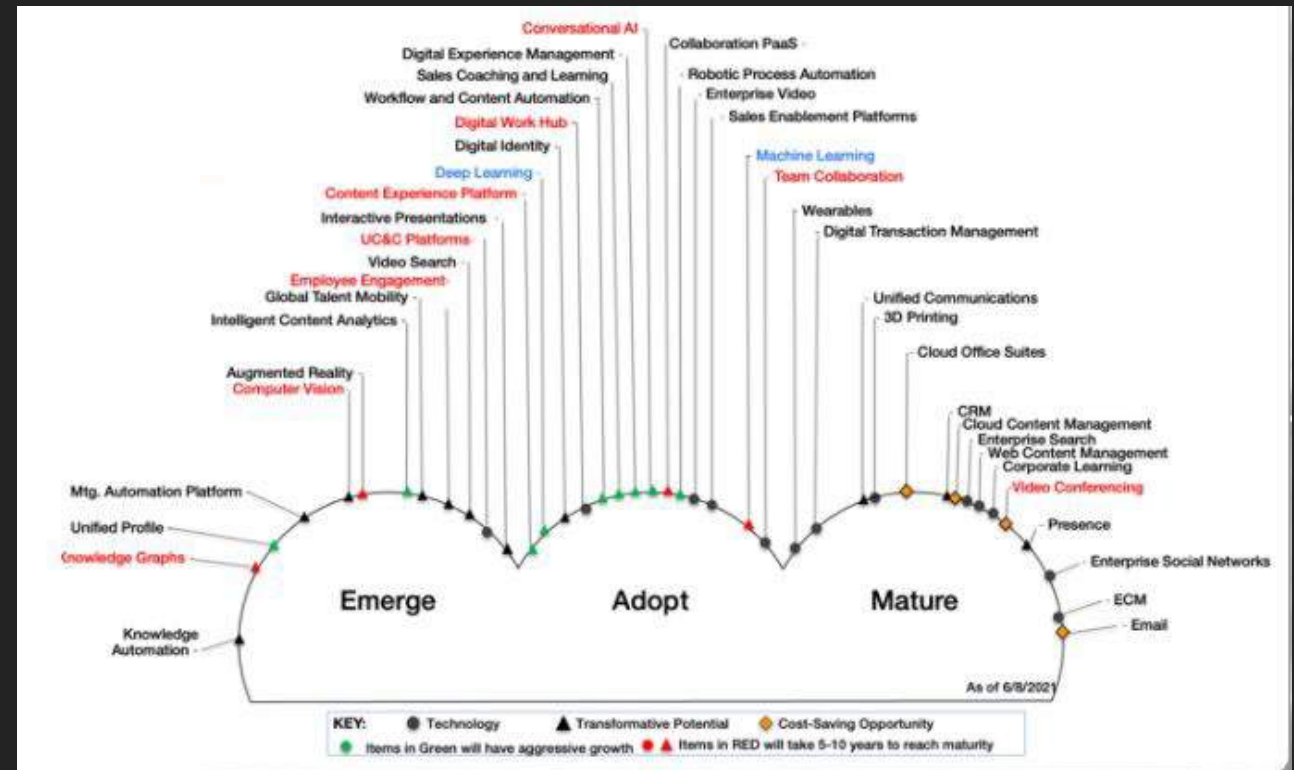 Conversational AI
Collaboration PaaS
Digital Experience Management
Robotic Process Automation
Sales Coaching and Learning
Enterprise Video
Workflow and Content Automation
Sales Enablement Platforms
Digital Work Hub
Digital Identity
Machine Learning
Deep Learning
Team Collaboration
Content Experience Platform
Wearables
Interactive Presentations
Digital Transaction Management
UC&C Platforms
Video Search
Employee Engagement
Global Talent Mobility
Unified Communications
Intelligent Content Analytics
3D Printing
Cloud Office Suites
Augmented Reality
Computer Vision
CRM
Cloud Content Management
Enterprise Search
Web Content Management
Corporate Learning
Mtg. Automation Platform
Video Conferencing
Unified Profile
Presence
Knowledge Graphs
Enterprise Social Networks
Emerge
Adopt
Mature
ECM
Email
Knowledge
Automation
As of 6/8/2021
KEY: Technology Transformative Potential Cost-Saving Opportunity
Items in Green will have aggressive growth Items in RED will take 5-10 years to reach maturity